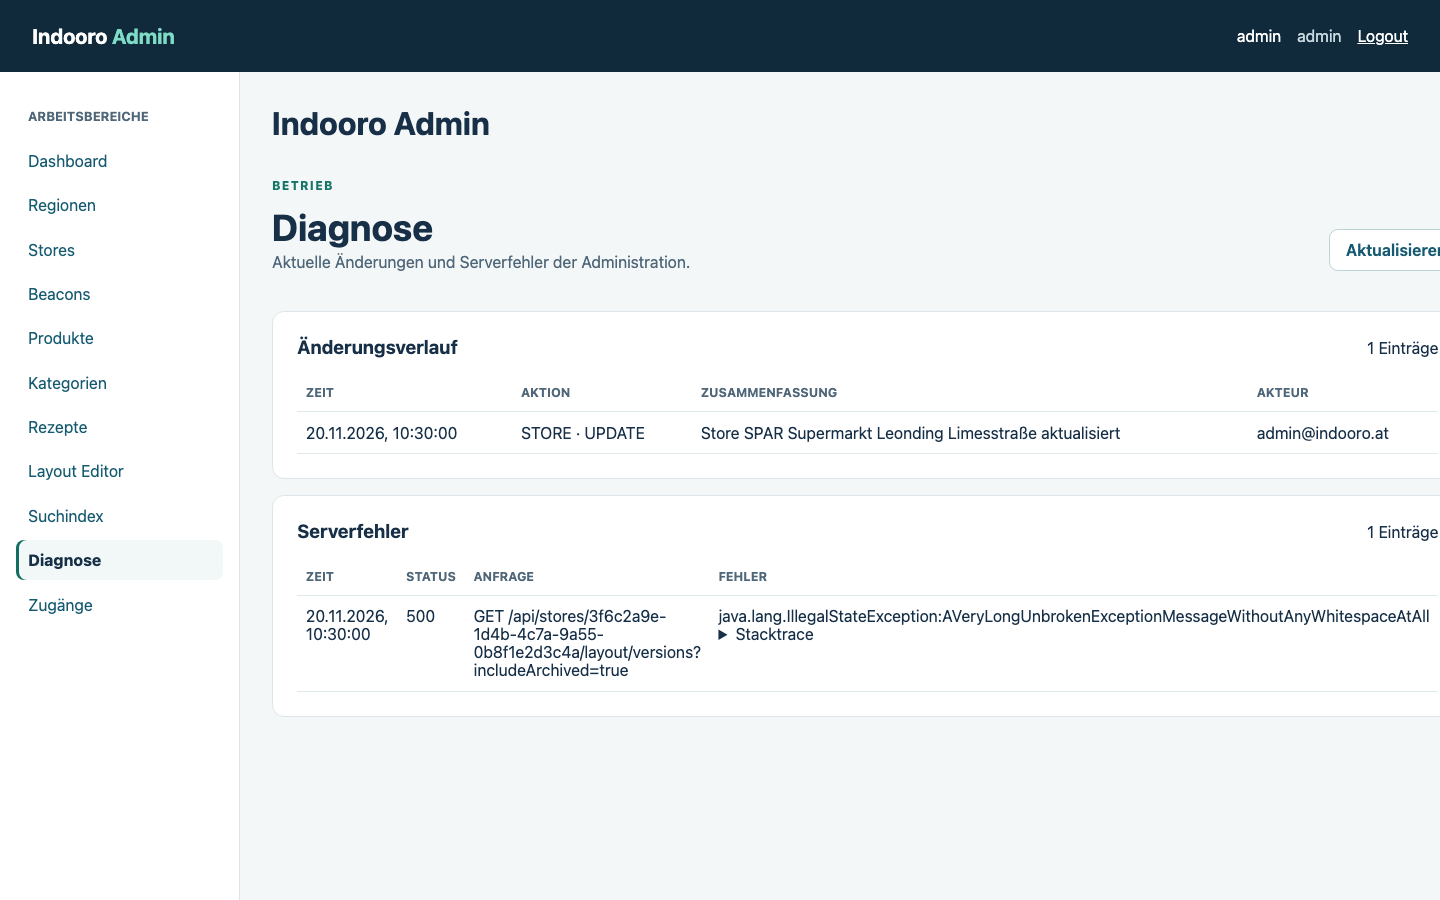 Indooro Admin
admin admin Logout
ARBEITSBEREICHE
Dashboard
Regionen
Stores
Beacons
Produkte
Kategorien
Rezepte
Layout Editor
Suchindex
Diagnose
Zugänge
Indooro Admin
BETRIEB
Diagnose
Aktuelle Änderungen und Serverfehler der Administration.
Aktualisieren
Änderungsverlauf
1 Einträge
ZEIT AKTION ZUSAMMENFASSUNG AKTEUR
20.11.2026, 10:30:00 STORE · UPDATE Store SPAR Supermarkt Leonding Limesstraße aktualisiert admin@indooro.at
Serverfehler
1 Einträge
ZEIT STATUS ANFRAGE FEHLER
20.11.2026, 500 GET /api/stores/3f6c2a9e- java.lang.IllegalStateException:AVeryLongUnbrokenExceptionMessageWithoutAnyWhitespaceAtAll
10:30:00 1d4b-4c7a-9a55- Stacktrace
0b8f1e2d3c4a/layout/versions?
includeArchived=true